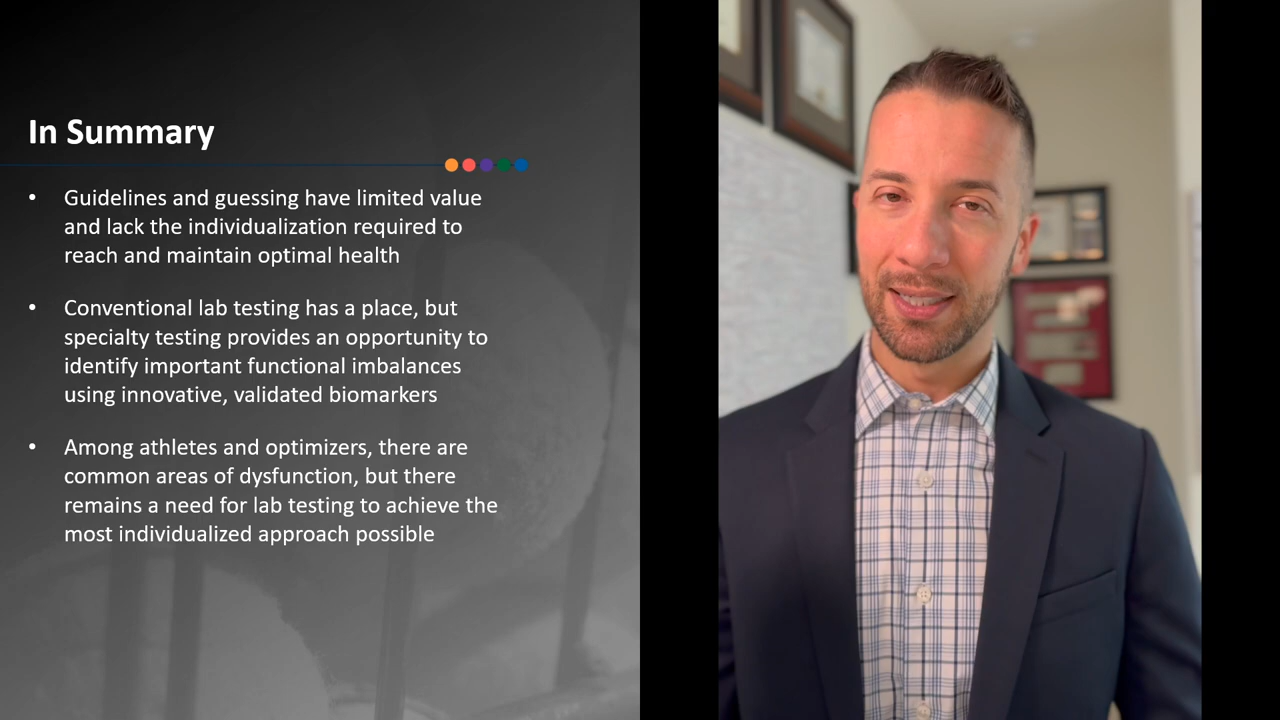 In Summary
• Guidelines and guessing have limited value
and lack the individualization required to
reach and maintain optimal health
• Conventional lab testing has a place, but
specialty testing provides an opportunity to
identify important functional imbalances
using innovative, validated biomarkers
• Among athletes and optimizers, there are
common areas of dysfunction, but there
remains a need for lab testing to achieve the
most individualized approach possible